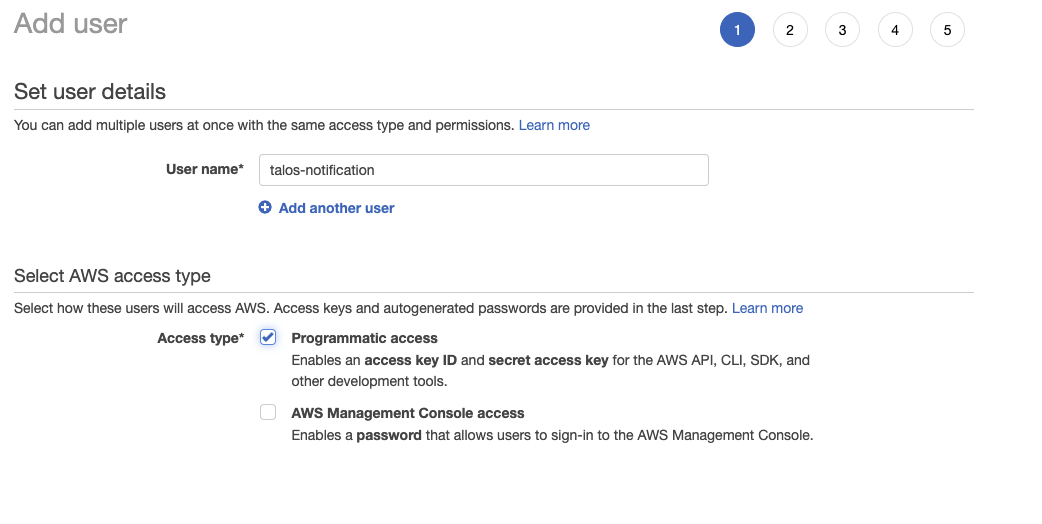 Add user
1 2 3 4 5
Set user details
You can add multiple users at once with the same access type and permissions. Learn more
User name* talos-notification
Add another user
Select AWS access type
Select how these users will access AWS. Access keys and autogenerated passwords are provided in the last step. Learn more
Access type* Programmatic access
Enables an access key ID and secret access key for the AWS API, CLI, SDK, and
other development tools.
AWS Management Console access
Enables a password that allows users to sign-in to the AWS Management Console.